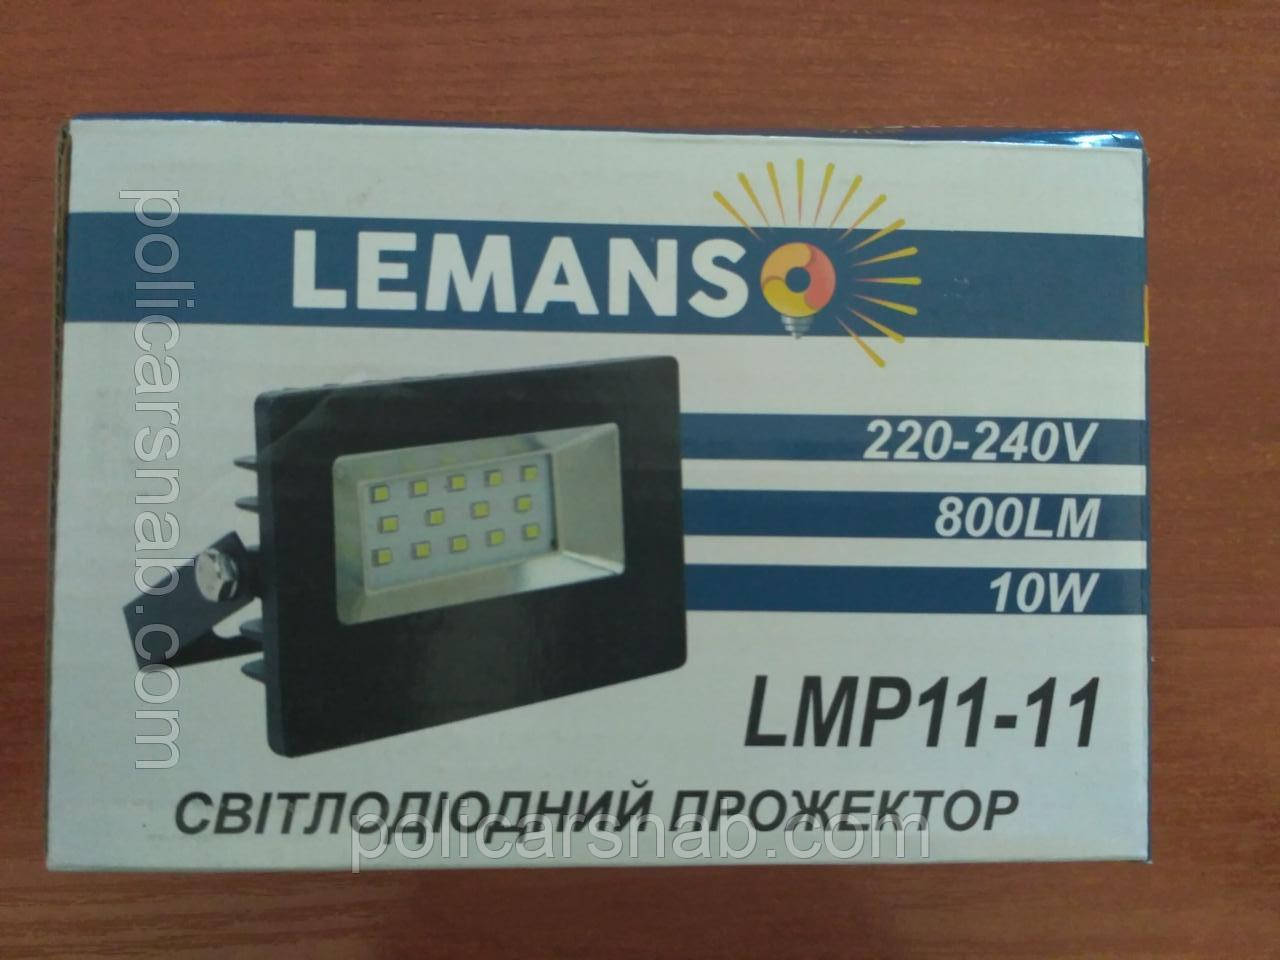 LEMANSO
220-240V
800LM
10W
LMP11-11
СВІТЛОДІОДНИЙ ПРОЖЕКТОР
policarsnab.com
policarsnab.com